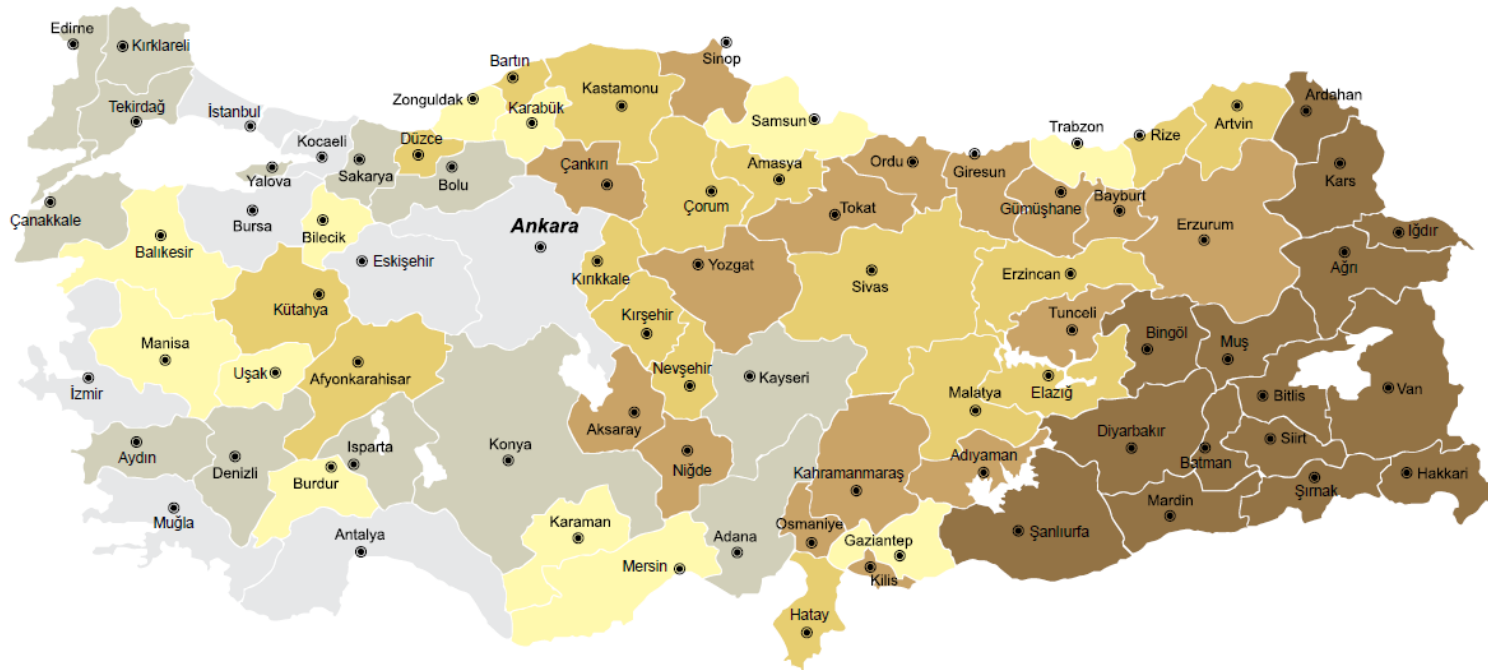 Edirne
Kırklareli
Tekirdağ
İstanbul
Kocaeli
Yalova
Sakarya
Düzce
Bolu
Zonguldak
Bartın
Karabük
Kastamonu
Sinop
Çankırı
Samsun
Amasya
Çorum
Ordu
Tokat
Giresun
Trabzon
Gümüşhane
Bayburt
Rize
Artvin
Ardahan
Kars
Iğdır
Ağrı
Erzurum
Çanakkale
Balıkesir
Bursa
Bilecik
Eskişehir
Ankara
Kırıkkale
Yozgat
Sivas
Erzincan
Tunceli
Bingöl
Muş
Kütahya
Kırşehir
Manisa
Uşak
Afyonkarahisar
Nevşehir
Kayseri
Malatya
Elazığ
Bitlis
Van
İzmir
Aydın
Denizli
Isparta
Burdur
Konya
Aksaray
Niğde
Kahramanmaraş
Adıyaman
Diyarbakır
Batman
Siirt
Şırnak
Hakkari
Muğla
Antalya
Karaman
Mersin
Adana
Osmaniye
Gaziantep
Kilis
Hatay
Şanlıurfa
Mardin